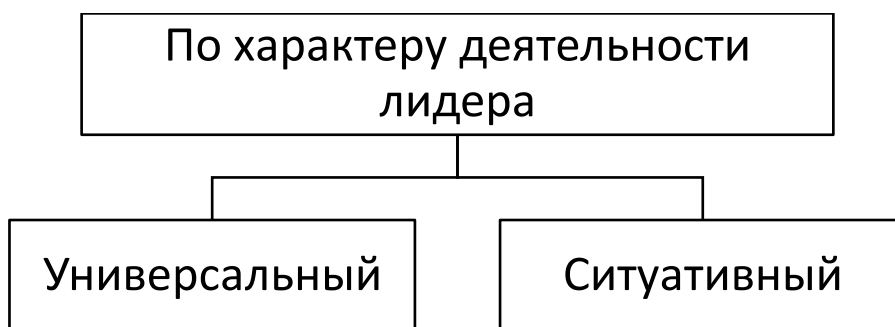 По характеру деятельности
лидера
Универсальный
Ситуативный